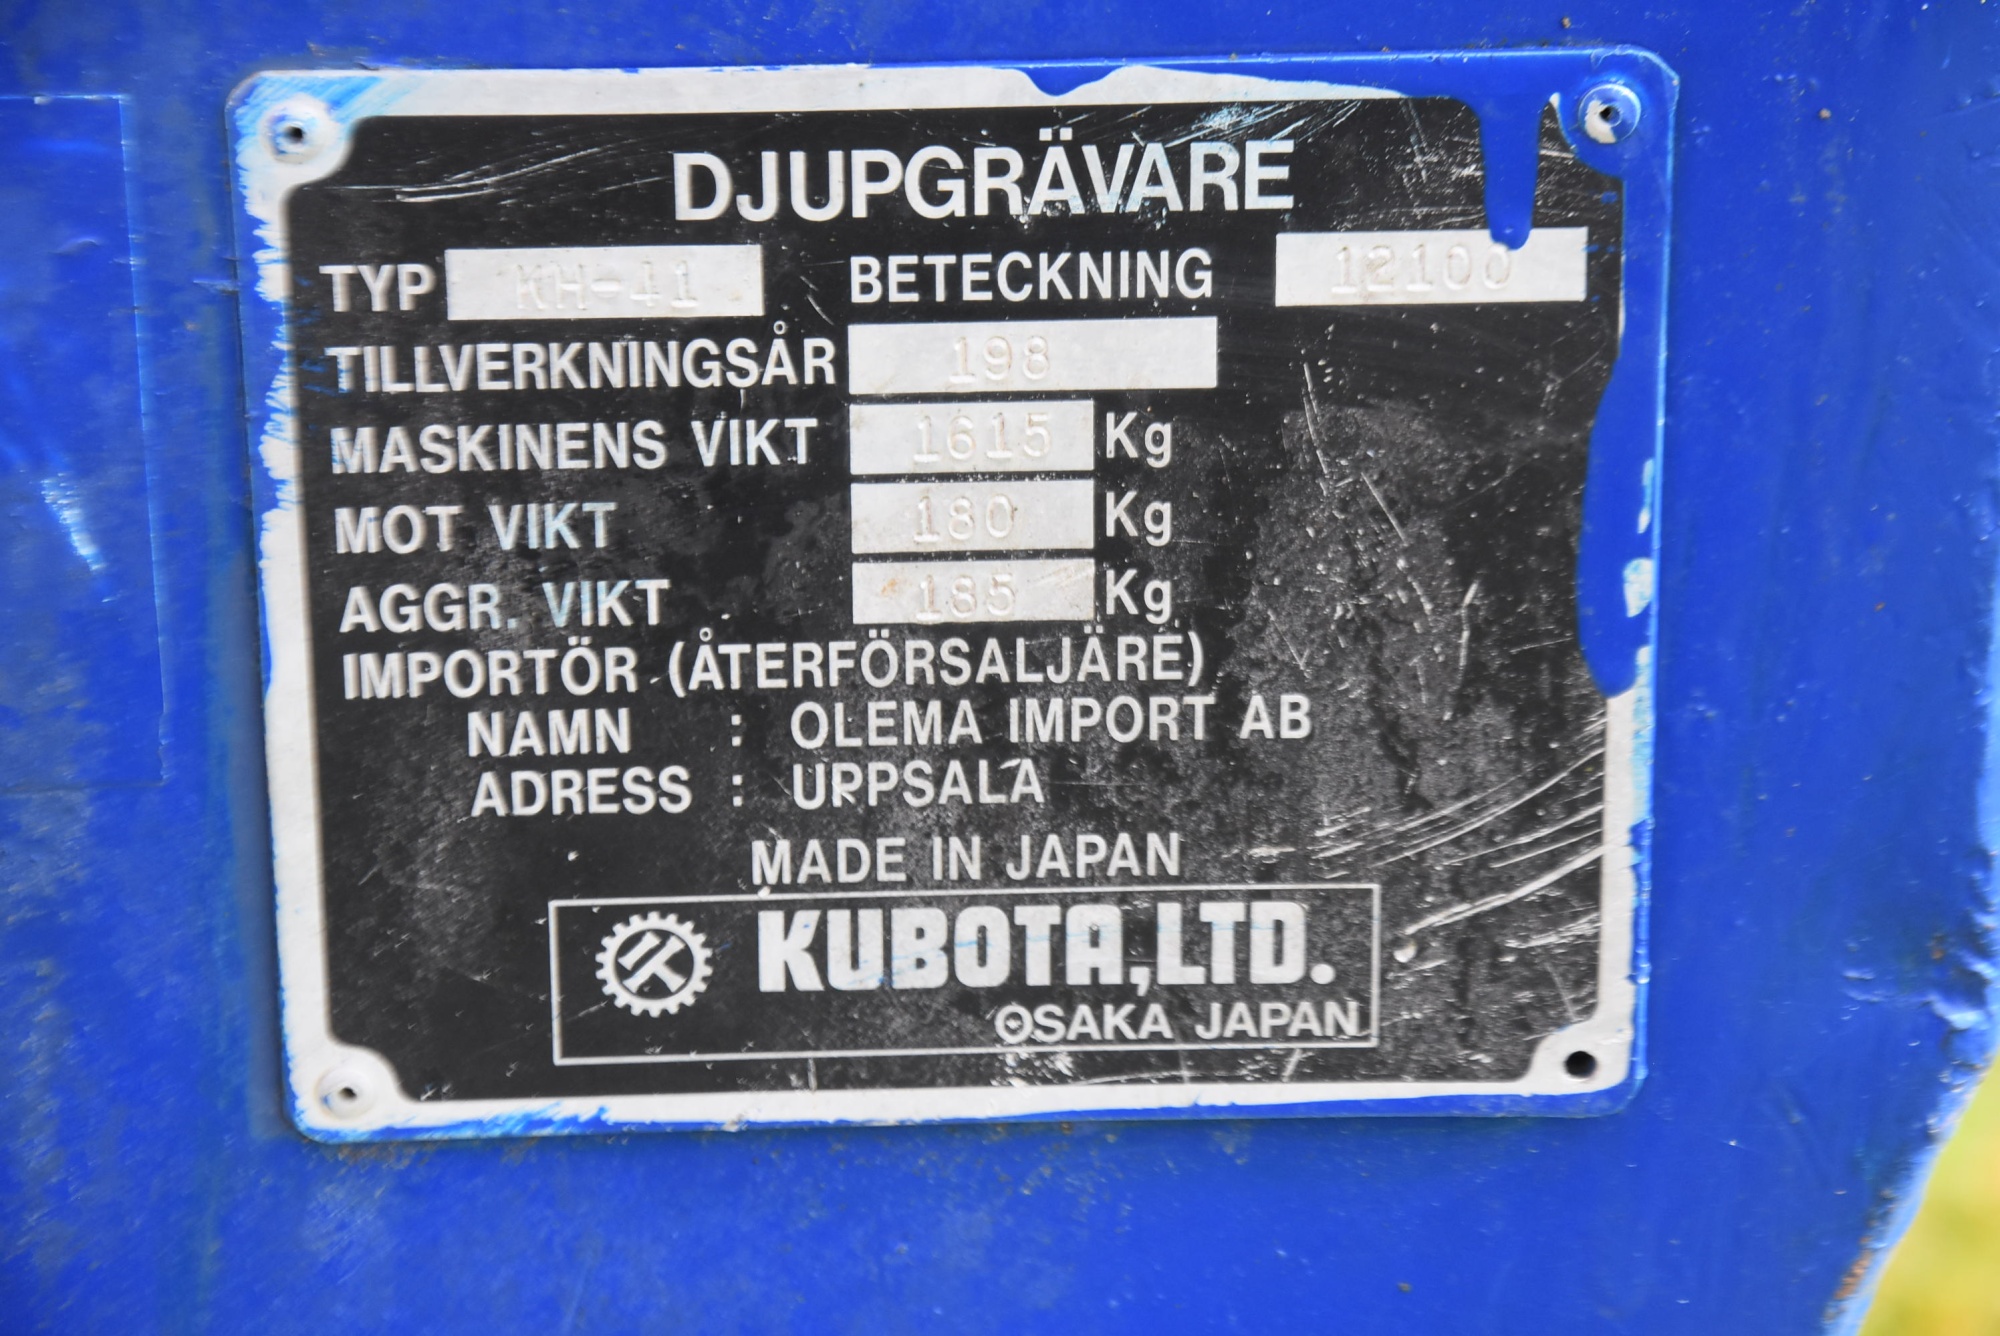 DJUPGRÄVARE
TYP KH-41 BETECKNING 12100
TILLVERKNINGSÅR 198
MASKINENS VIKT 1615 Kg
MOT VIKT 180 Kg
AGGR. VIKT 185 Kg
IMPORTÖR (ÅTERFÖRSALJÄRE)
NAMN : OLEMA IMPORT AB
ADRESS : UPPSALA
MADE IN JAPAN
KUBOTA, LTD.
OSAKA JAPAN